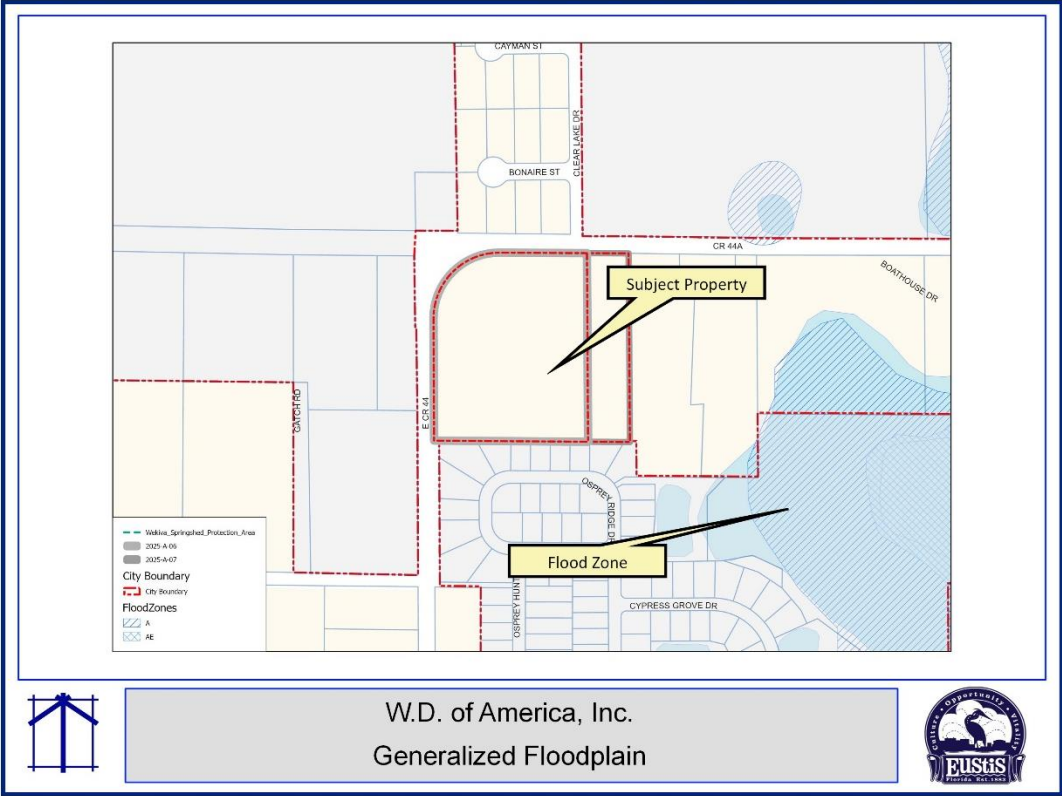 CAYMAN ST
CLEAR LAKE DR
BONAIRE ST
CR 44A
BOATHOUSE DR
Subject Property
E CR 44
GATCH RD
OSPREY RIDGE DR
Flood Zone
OSPREY HUNT
CYPRESS GROVE DR
Wekiva_Springshed_Protection_Area
2025-A-06
2025-A-07
City Boundary
City Boundary
FloodZones
A
AE
W.D. of America, Inc.
Generalized Floodplain
Culture • Opportunity • Vitality
EUSTIS
Florida Est. 1883